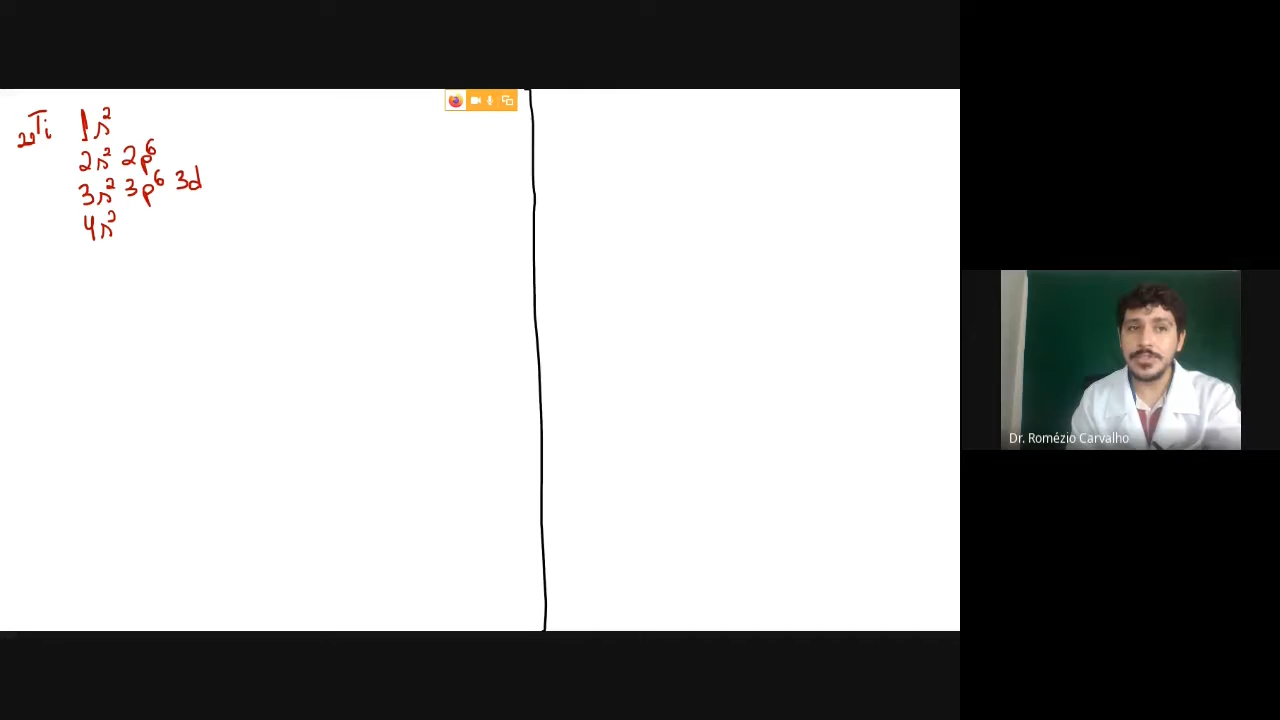 ₂₂Ti 1s²
2s² 2p⁶
3s² 3p⁶ 3d
4s²
Dr. Romézio Carvalho